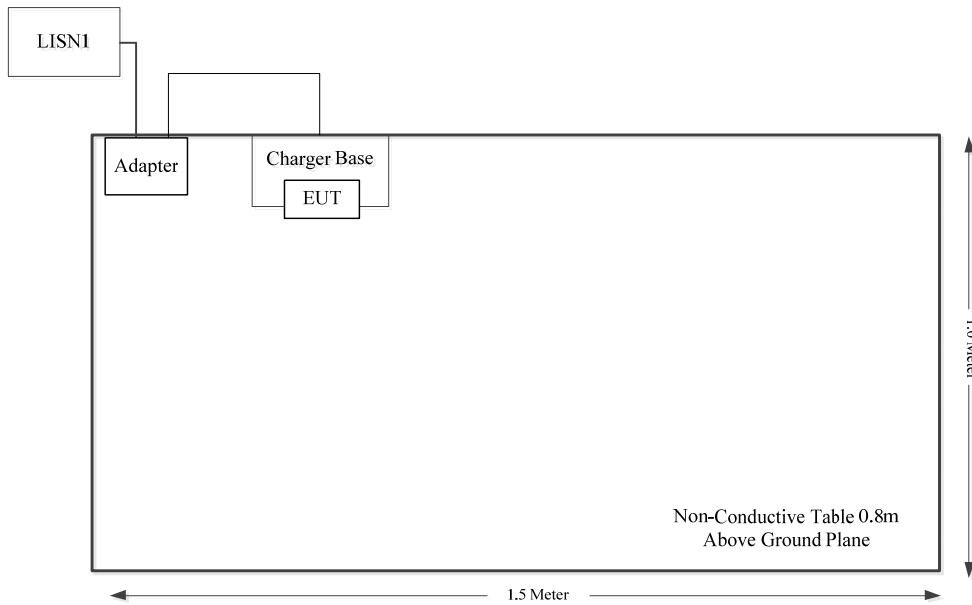 LISN1
Adapter
Charger Base
EUT
Non-Conductive Table 0.8m
Above Ground Plane
1.5 Meter